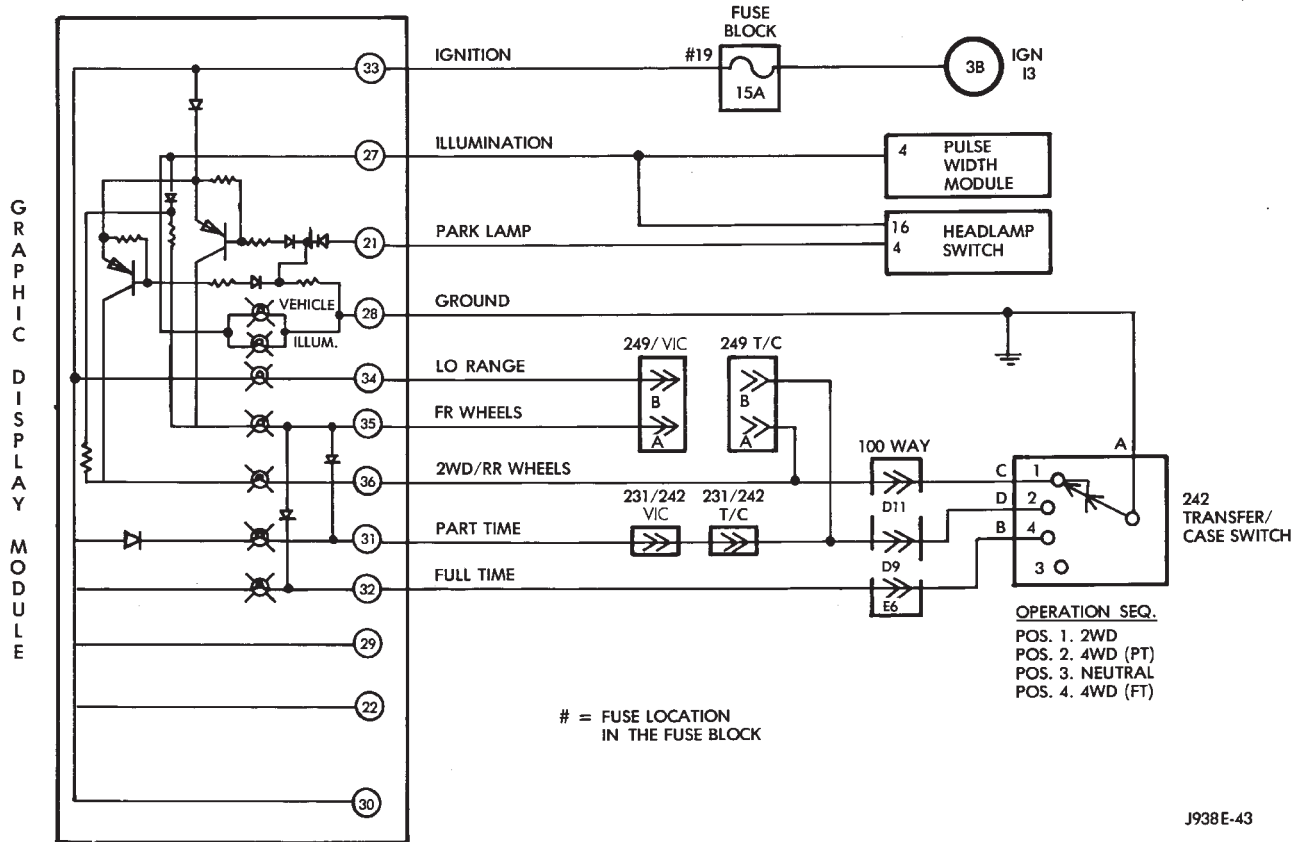 GRAPHIC DISPLAY MODULE
FUSE
BLOCK
33
IGNITION
#19
15A
3B
IGN
I3
27
ILLUMINATION
4
PULSE
WIDTH
MODULE
21
PARK LAMP
16
4
HEADLAMP
SWITCH
VEHICLE
ILLUM.
28
GROUND
34
LO RANGE
249/ VIC
B
A
249 T/C
B
A
35
FR WHEELS
36
2WD/RR WHEELS
100 WAY
D11
D9
E6
31
PART TIME
231/242
VIC
231/242
T/C
32
FULL TIME
A
C
D
B
1
2
4
3
242
TRANSFER/
CASE SWITCH
OPERATION SEQ.
POS. 1. 2WD
POS. 2. 4WD (PT)
POS. 3. NEUTRAL
POS. 4. 4WD (FT)
29
22
30
# = FUSE LOCATION
IN THE FUSE BLOCK
J938E-43